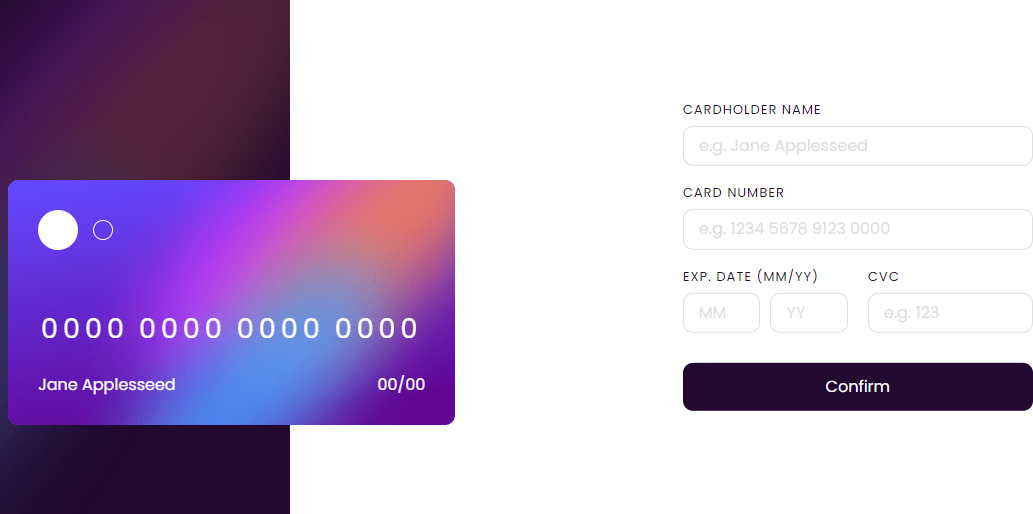 0000 0000 0000 0000
Jane Applesseed 00/00
CARDHOLDER NAME
e.g. Jane Applesseed
CARD NUMBER
e.g. 1234 5678 9123 0000
EXP. DATE (MM/YY) CVC
MM YY e.g. 123
Confirm